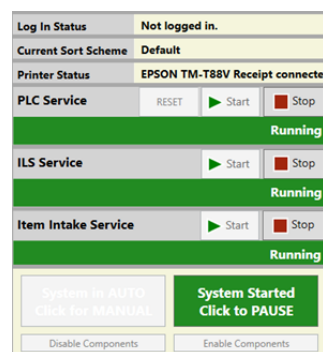 Log In Status Not logged in.
Current Sort Scheme Default
Printer Status EPSON TM-T88V Receipt connecte
PLC Service RESET Start Stop
Running
ILS Service Start Stop
Running
Item Intake Service Start Stop
Running
System in AUTO System Started
Click for MANUAL Click to PAUSE
Disable Components Enable Components